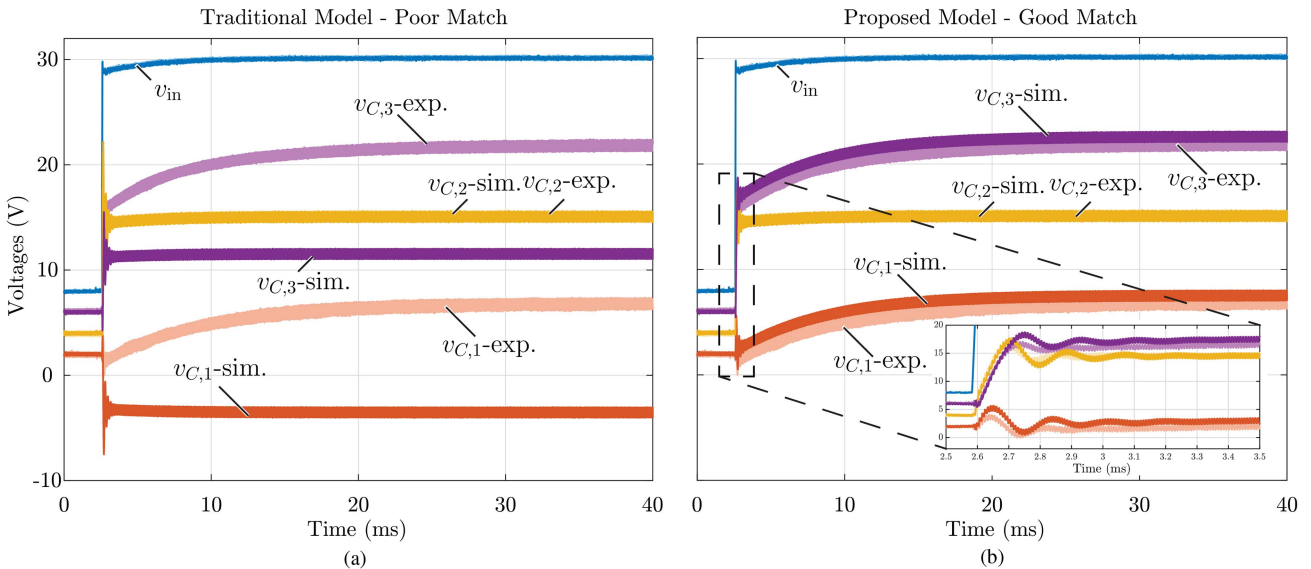 Traditional Model - Poor Match
Voltages (V)
30
20
10
0
-10
v_in
v_C,3-exp.
v_C,2-sim. v_C,2-exp.
v_C,3-sim.
v_C,1-exp.
v_C,1-sim.
0 10 20 30 40
Time (ms)
(a)
Proposed Model - Good Match
v_in
v_C,3-sim.
v_C,3-exp.
v_C,2-sim. v_C,2-exp.
v_C,1-sim.
v_C,1-exp.
20
15
10
5
0
2.5 2.6 2.7 2.8 2.9 3 3.1 3.2 3.3 3.4 3.5
Time (ms)
0 10 20 30 40
Time (ms)
(b)